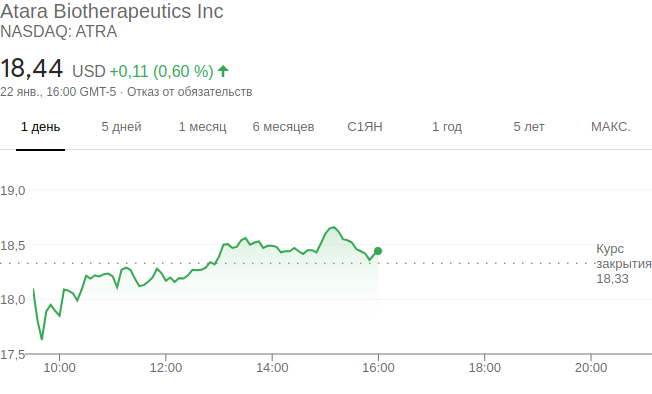 Atara Biotherapeutics Inc
NASDAQ: ATRA
18,44 USD +0,11 (0,60 %)
22 янв., 16:00 GMT-5 · Отказ от обязательств
1 день 5 дней 1 месяц 6 месяцев С1ЯН 1 год 5 лет МАКС.
19,0
18,5
Курс
закрытия
18,33
18,0
17,5
10:00 12:00 14:00 16:00 18:00 20:00